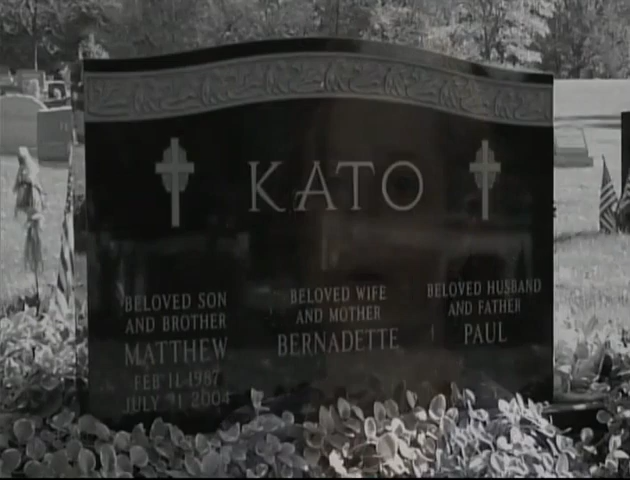 KATO
BELOVED SON
AND BROTHER
MATTHEW
FEB 11 1987
JULY 31 2004
BELOVED WIFE
AND MOTHER
BERNADETTE
BELOVED HUSBAND
AND FATHER
PAUL